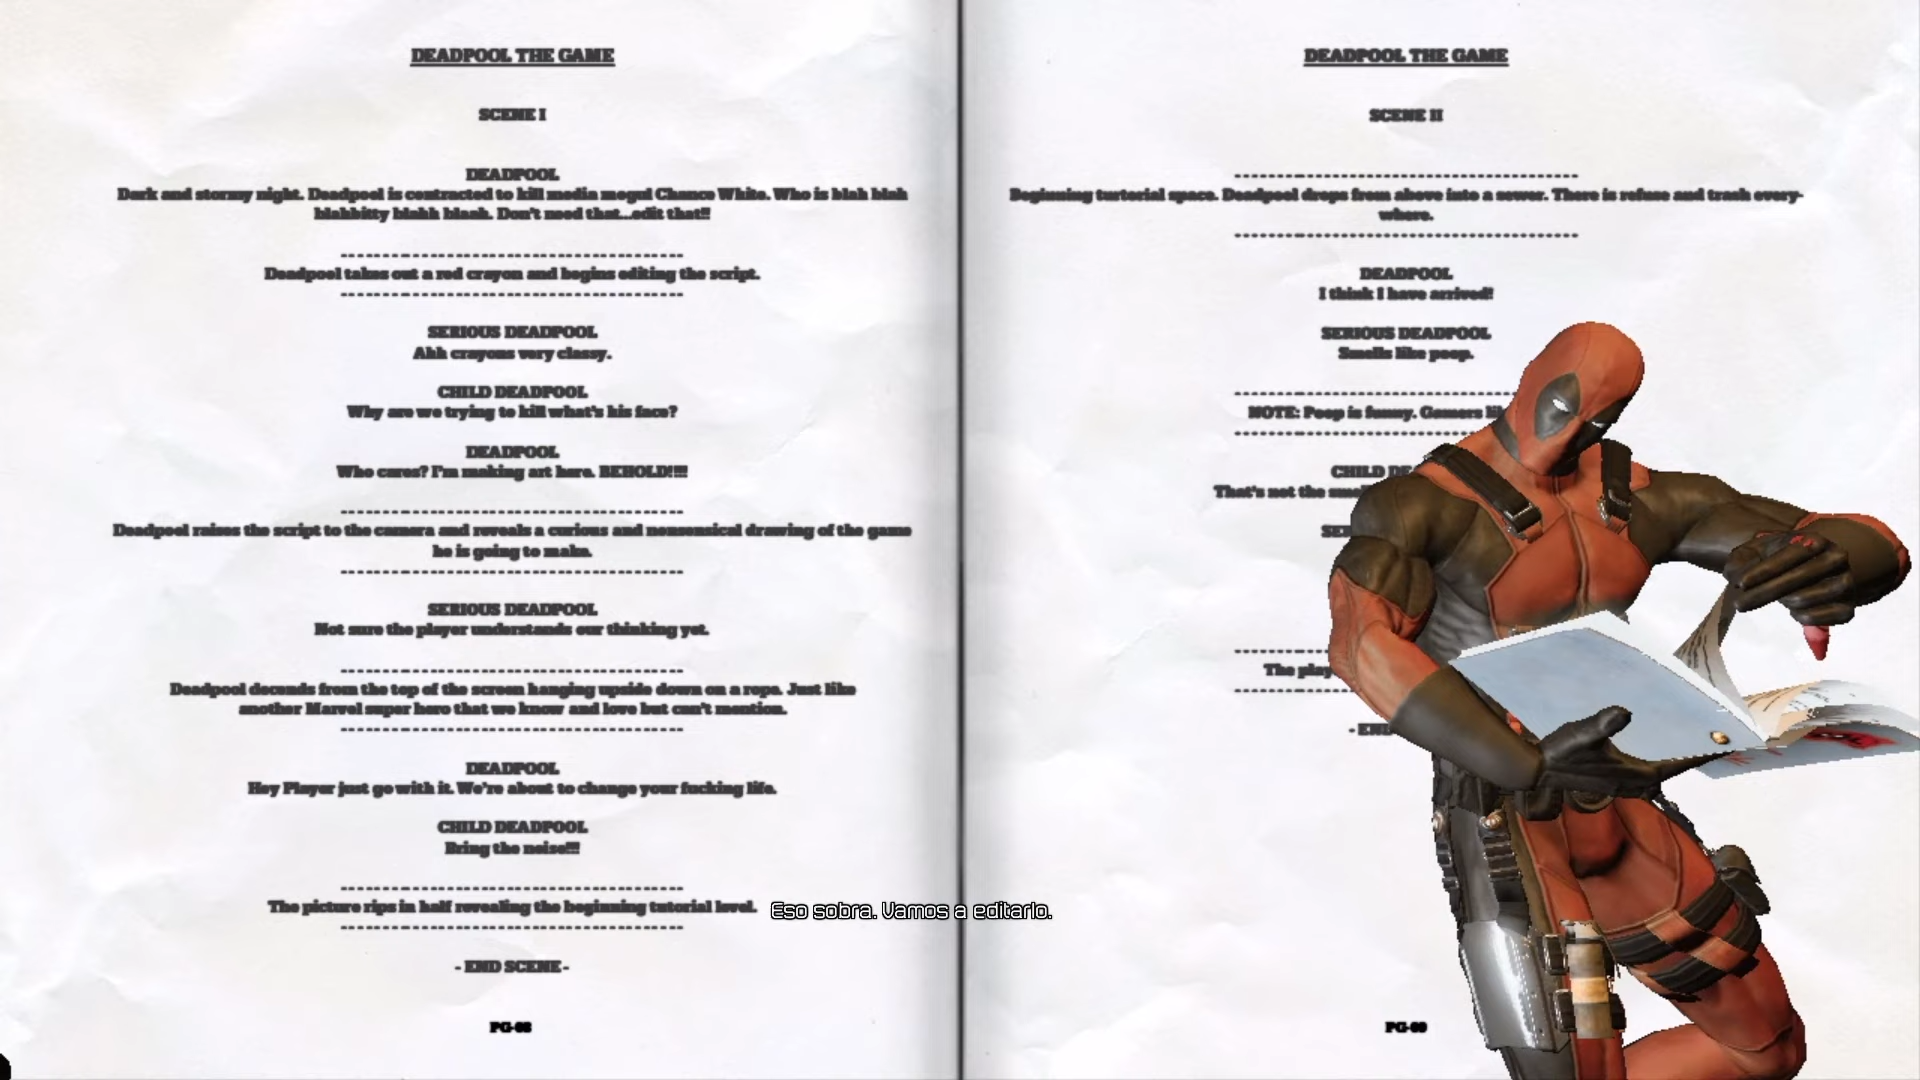 DEADPOOL THE GAME
SCENE I
DEADPOOL
Dark and stormy night. Deadpool is contracted to kill media mogul Chance White. Who is blah blah
blahbitty blahh blaah. Don't need that...edit that!!
Deadpool takes out a red crayon and begins editing the script.
SERIOUS DEADPOOL
Ahh crayons very classy.
CHILD DEADPOOL
Why are we trying to kill what's his face?
DEADPOOL
Who cares? I'm making art here. BEHOLD!!!!
Deadpool raises the script to the camera and reveals a curious and nonsensical drawing of the game
he is going to make.
SERIOUS DEADPOOL
Not sure the player understands our thinking yet.
Deadpool decends from the top of the screen hanging upside down on a rope. Just like
another Marvel super hero that we know and love but can't mention.
DEADPOOL
Hey Player just go with it. We're about to change your fucking life.
CHILD DEADPOOL
Bring the noise!!!
The picture rips in half revealing the beginning tutorial level.
- END SCENE -
PG-08
DEADPOOL THE GAME
SCENE II
Beginning turtorial space. Deadpool drops from above into a sewer. There is refuse and trash every-
where.
DEADPOOL
I think I have arrived!
SERIOUS DEADPOOL
Smells like poop.
NOTE: Poop is funny. Gamers
CHILD
That's not the
The
- END
PG-09
Eso sobra. Vamos a editarlo.